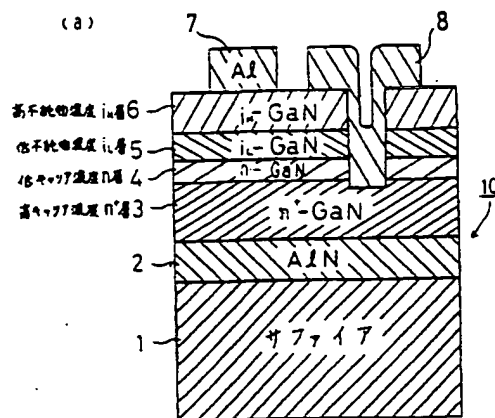 (a)
7
8
Al
高不純物濃度 iH層 6
iH-GaN
低不純物濃度 iL層 5
iL-GaN
低キャリア濃度 n層 4
n-GaN
高キャリア濃度 n⁺層 3
n⁺-GaN
10
2
AlN
1
サファイア